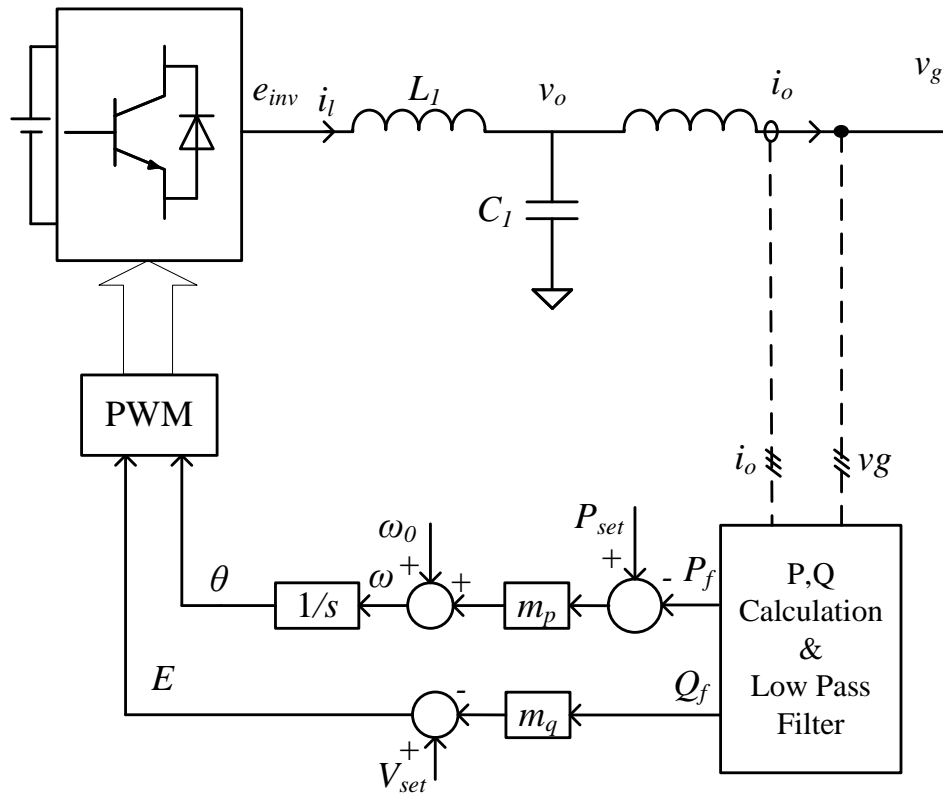 e_inv
i_l
L_1
v_o
i_o
v_g
C_1
PWM
i_o
vg
ω_0
P_set
+
+
-
P_f
θ
ω
+
1/s
m_p
P,Q
Calculation
&
Low Pass
Filter
E
-
Q_f
m_q
+
V_set